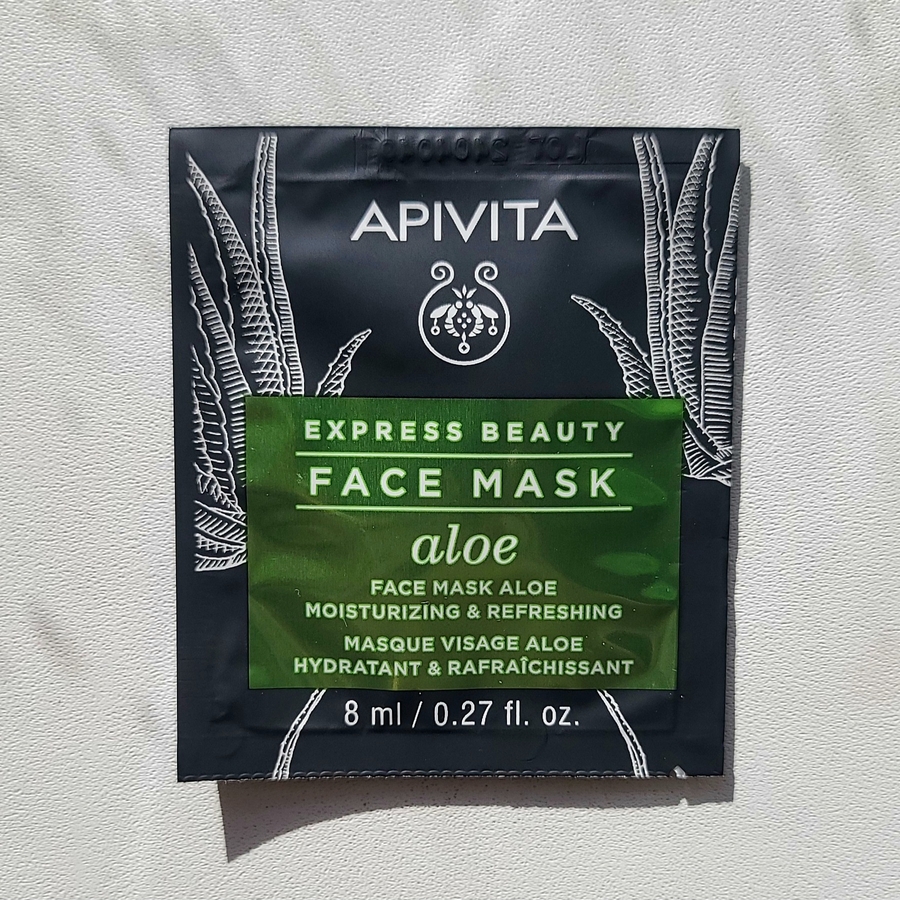 APIVITA
EXPRESS BEAUTY
FACE MASK
aloe
FACE MASK ALOE
MOISTURIZING & REFRESHING
MASQUE VISAGE ALOE
HYDRATANT & RAFRAÎCHISSANT
8 ml / 0.27 fl. oz.